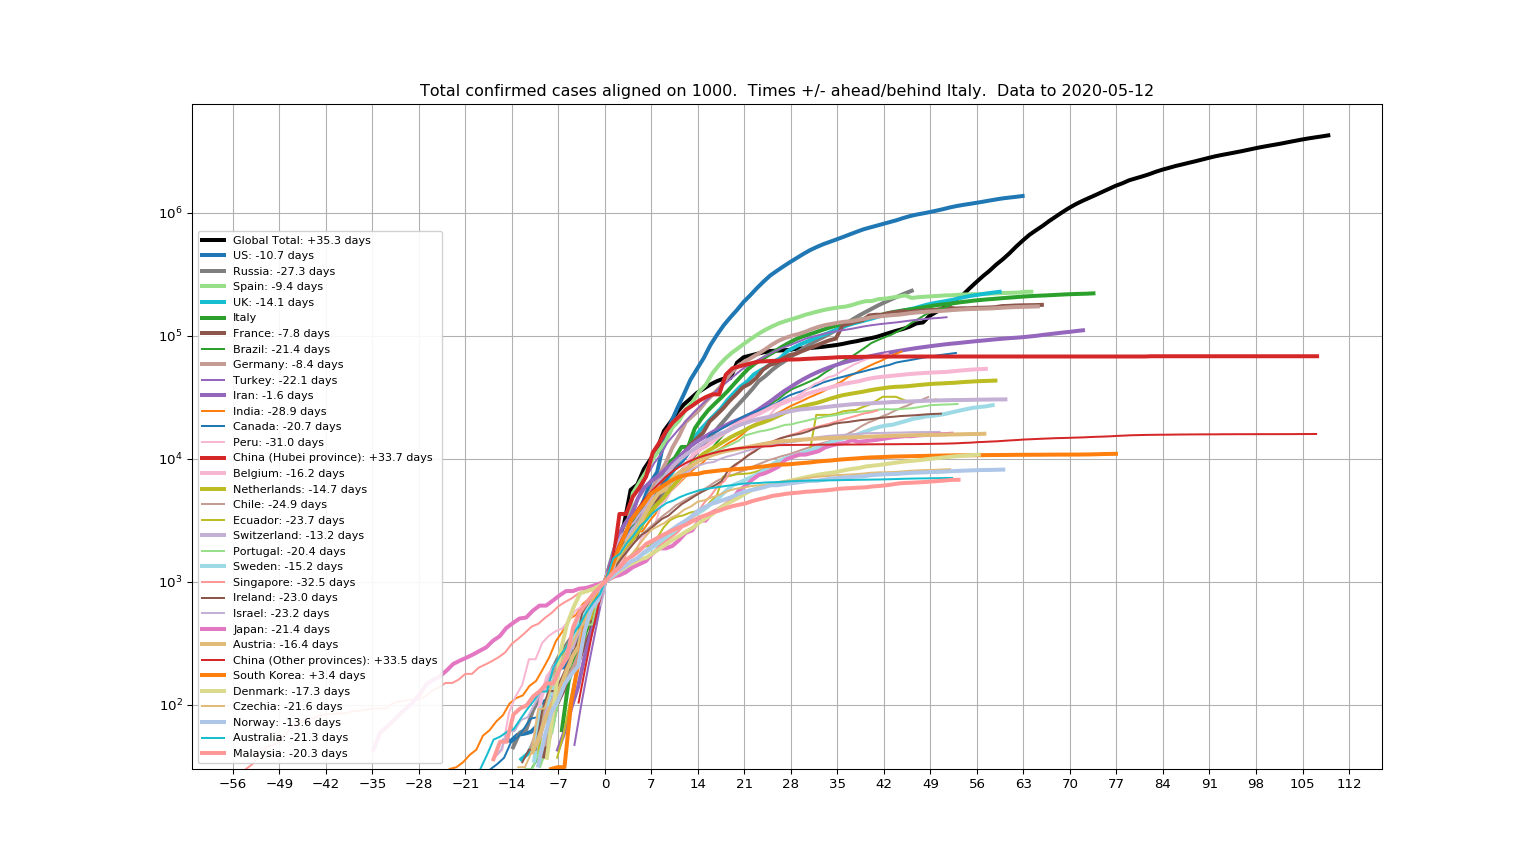 Total confirmed cases aligned on 1000.  Times +/- ahead/behind Italy.  Data to 2020-05-12
10^6
10^5
10^4
10^3
10^2
Global Total: +35.3 days
US: -10.7 days
Russia: -27.3 days
Spain: -9.4 days
UK: -14.1 days
Italy
France: -7.8 days
Brazil: -21.4 days
Germany: -8.4 days
Turkey: -22.1 days
Iran: -1.6 days
India: -28.9 days
Canada: -20.7 days
Peru: -31.0 days
China (Hubei province): +33.7 days
Belgium: -16.2 days
Netherlands: -14.7 days
Chile: -24.9 days
Ecuador: -23.7 days
Switzerland: -13.2 days
Portugal: -20.4 days
Sweden: -15.2 days
Singapore: -32.5 days
Ireland: -23.0 days
Israel: -23.2 days
Japan: -21.4 days
Austria: -16.4 days
China (Other provinces): +33.5 days
South Korea: +3.4 days
Denmark: -17.3 days
Czechia: -21.6 days
Norway: -13.6 days
Australia: -21.3 days
Malaysia: -20.3 days
−56 −49 −42 −35 −28 −21 −14 −7 0 7 14 21 28 35 42 49 56 63 70 77 84 91 98 105 112